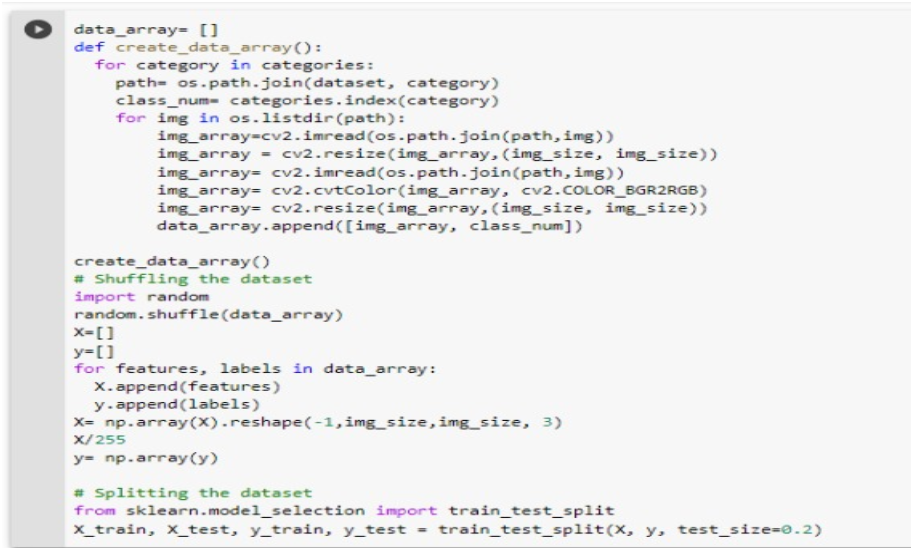 data_array= []
def create_data_array():
  for category in categories:
    path= os.path.join(dataset, category)
    class_num= categories.index(category)
    for img in os.listdir(path):
        img_array=cv2.imread(os.path.join(path,img))
        img_array = cv2.resize(img_array,(img_size, img_size))
        img_array= cv2.imread(os.path.join(path,img))
        img_array= cv2.cvtColor(img_array, cv2.COLOR_BGR2RGB)
        img_array= cv2.resize(img_array,(img_size, img_size))
        data_array.append([img_array, class_num])

create_data_array()
# Shuffling the dataset
import random
random.shuffle(data_array)
X=[]
y=[]
for features, labels in data_array:
  X.append(features)
  y.append(labels)
X= np.array(X).reshape(-1,img_size,img_size, 3)
X/255
y= np.array(y)

# Splitting the dataset
from sklearn.model_selection import train_test_split
X_train, X_test, y_train, y_test = train_test_split(X, y, test_size=0.2)